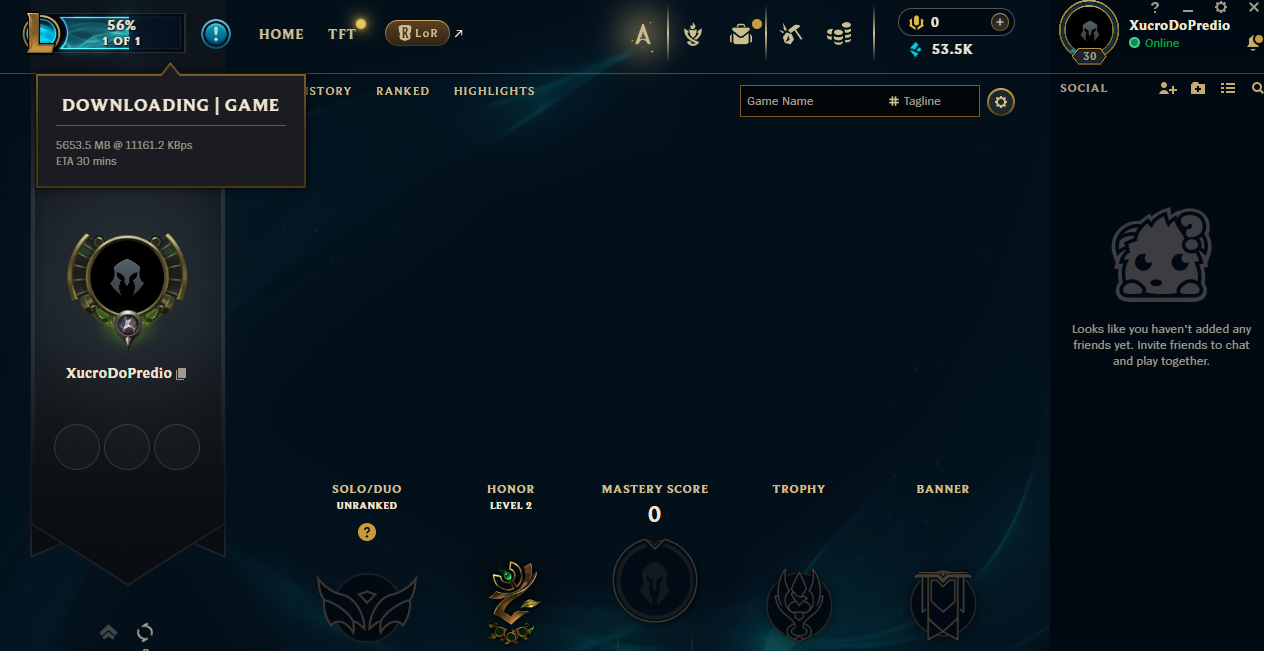 56%
1 OF 1
HOME
TFT
LoR
0
53.5K
30
XucroDoPredio
Online
DOWNLOADING | GAME
5653.5 MB @ 11161.2 KBps
ETA 30 mins
RANKED
HIGHLIGHTS
Game Name
# Tagline
SOCIAL
XucroDoPredio
Looks like you haven't added any
friends yet. Invite friends to chat
and play together.
SOLO/DUO
UNRANKED
?
HONOR
LEVEL 2
MASTERY SCORE
0
TROPHY
BANNER